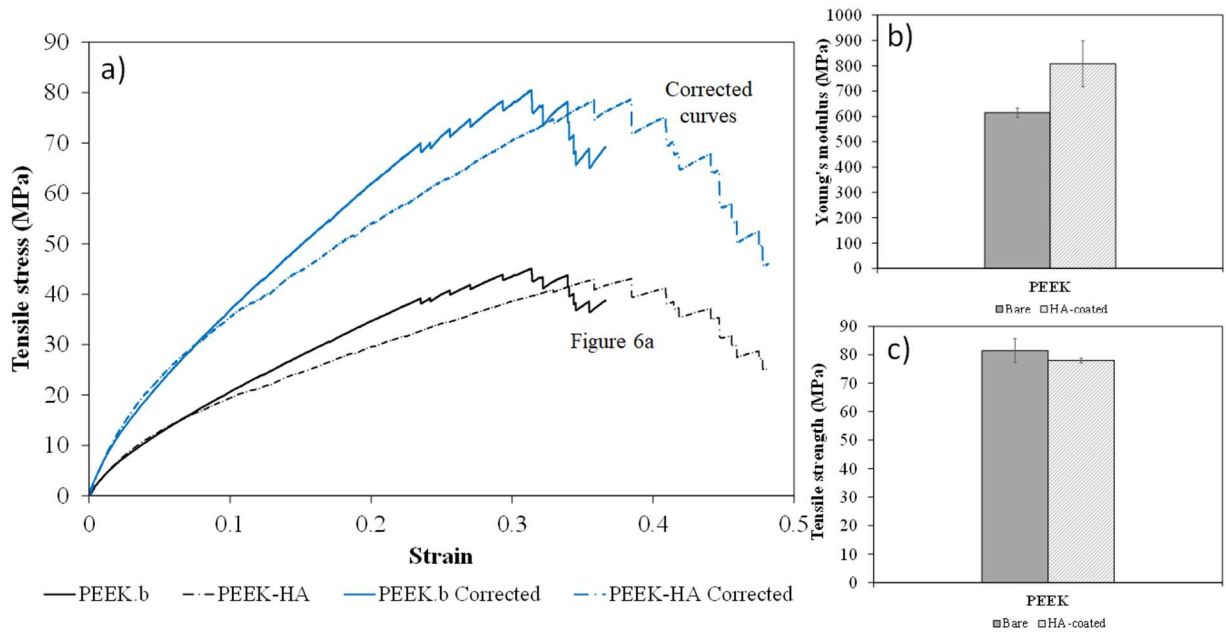 a)
Tensile stress (MPa)
90
80
70
60
50
40
30
20
10
0
Corrected
curves
Figure 6a
0 0.1 0.2 0.3 0.4 0.5
Strain
PEEK.b PEEK-HA PEEK.b Corrected PEEK-HA Corrected
b)
Young's modulus (MPa)
1000
900
800
700
600
500
400
300
200
100
0
PEEK
Bare HA-coated
c)
Tensile strength (MPa)
90
80
70
60
50
40
30
20
10
0
PEEK
Bare HA-coated